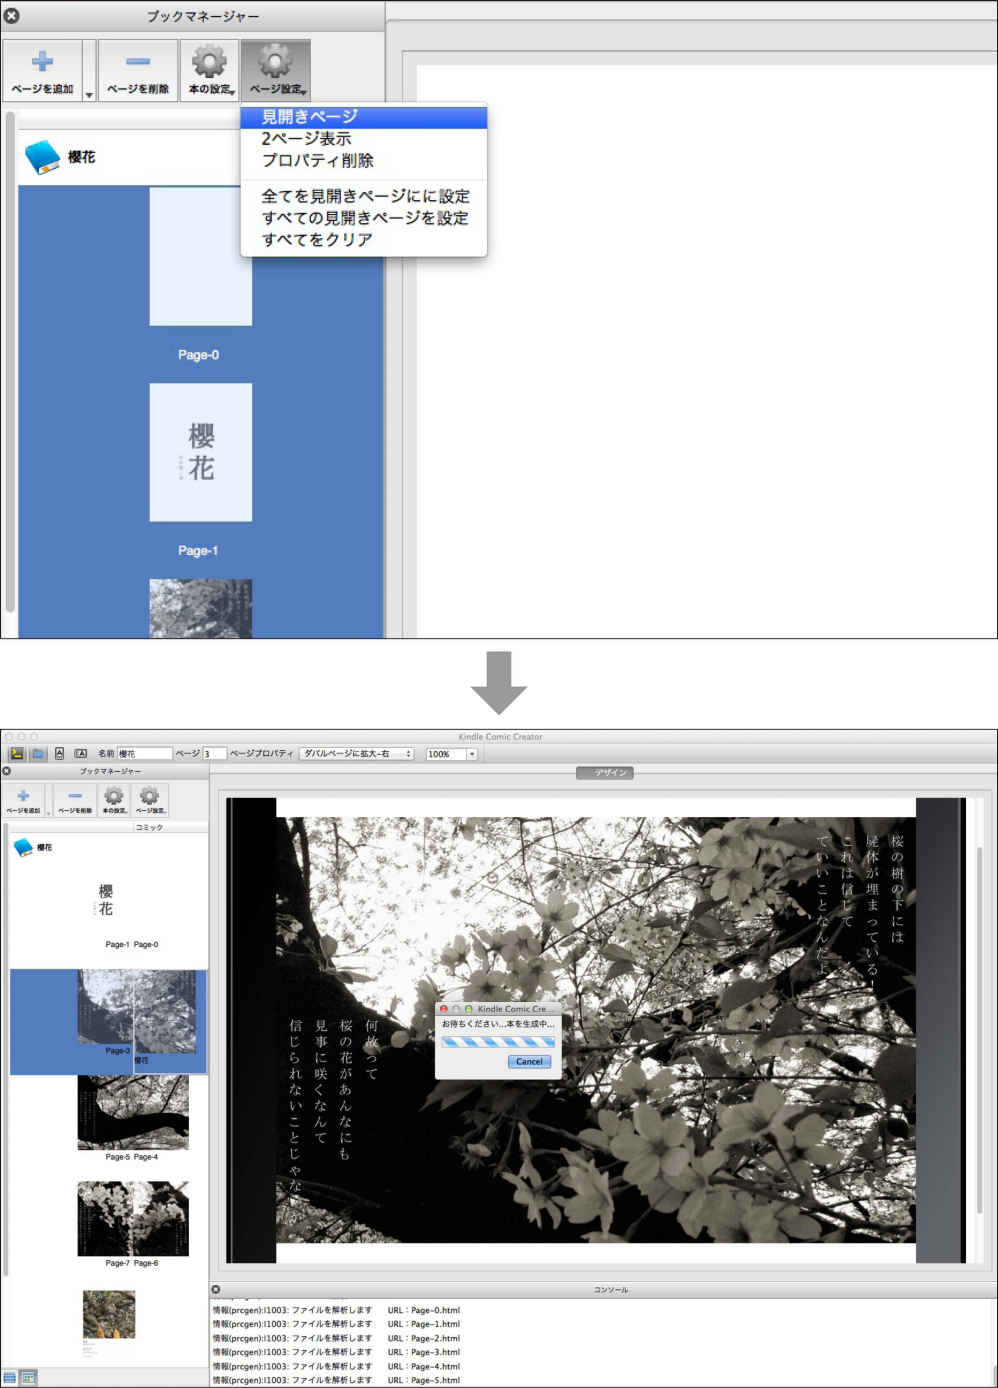 ブックマネージャー
ページを追加
ページを削除
本の設定
ページ設定
見開きページ
2ページ表示
プロパティ削除
全てを見開きページにに設定
すべての見開きページを設定
すべてをクリア
櫻花
Page-0
櫻花
Page-1
Kindle Comic Creator
名前 櫻花 ページ 3 ページプロパティ ダバルページに拡大-右 100%
ブックマネージャー
デザイン
ページを追加
ページを削除
本の設定
ページ設定
コミック
櫻花
櫻花
Page-1 Page-0
Page-3
櫻花
Page-5 Page-4
Page-7 Page-6
桜の樹の下には
屍体が埋まっている!
これは信じて
ていいことなんだよ
何故って
桜の花があんなにも
見事に咲くなんて
信じられないことじゃな
Kindle Comic Cre...
お待ちください...本を生成中...
Cancel
コンソール
情報(prcgen):I1003: ファイルを解析します URL:Page-0.html
情報(prcgen):I1003: ファイルを解析します URL:Page-1.html
情報(prcgen):I1003: ファイルを解析します URL:Page-2.html
情報(prcgen):I1003: ファイルを解析します URL:Page-3.html
情報(prcgen):I1003: ファイルを解析します URL:Page-4.html
情報(prcgen):I1003: ファイルを解析します URL:Page-5.html